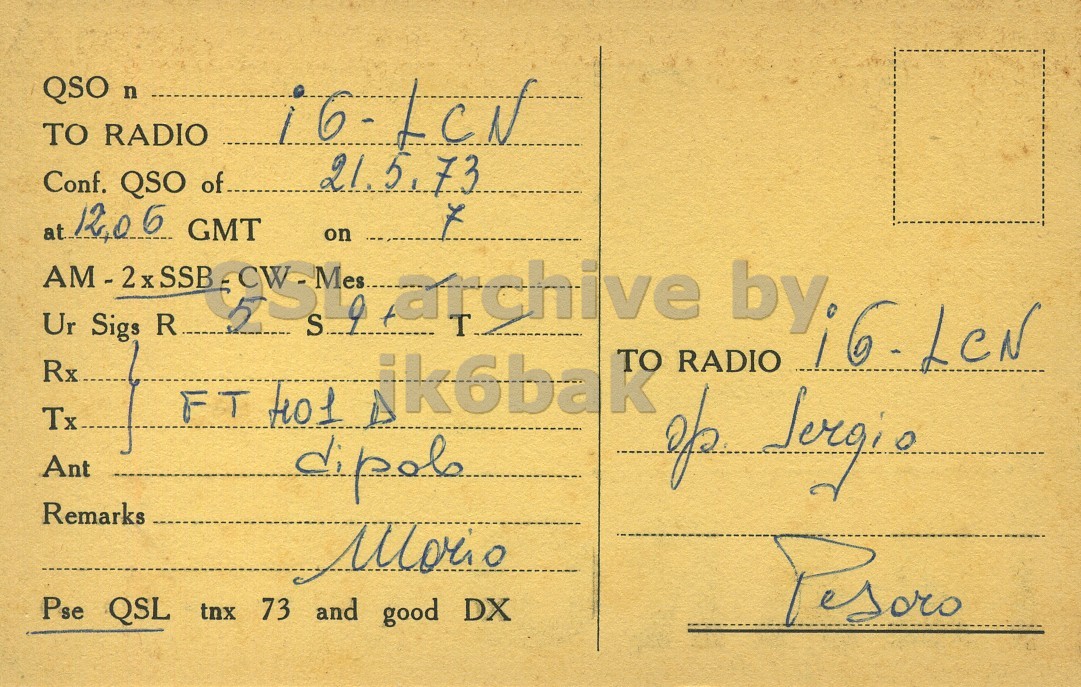 QSO n
TO RADIO i6-LCN
Conf. QSO of 21.5.73
at 12,06 GMT on 7
AM - 2xSSB - CW - Mes —
Ur Sigs R 5 S 9+ T —
Rx
Tx FT 401 D
Ant dipolo
Remarks
Mario
Pse QSL tnx 73 and good DX
TO RADIO i6-LCN
op. Sergio
Pesaro
QSL archive by
ik6bak